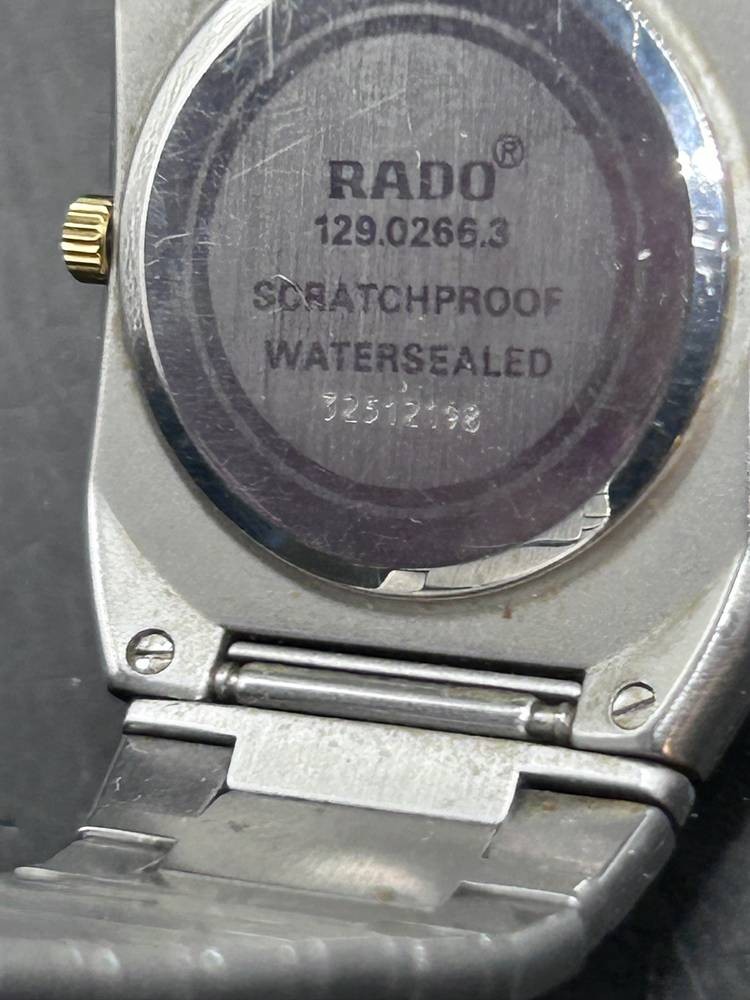 RADO®
129.0266.3
SCRATCHPROOF
WATERSEALED
32512198